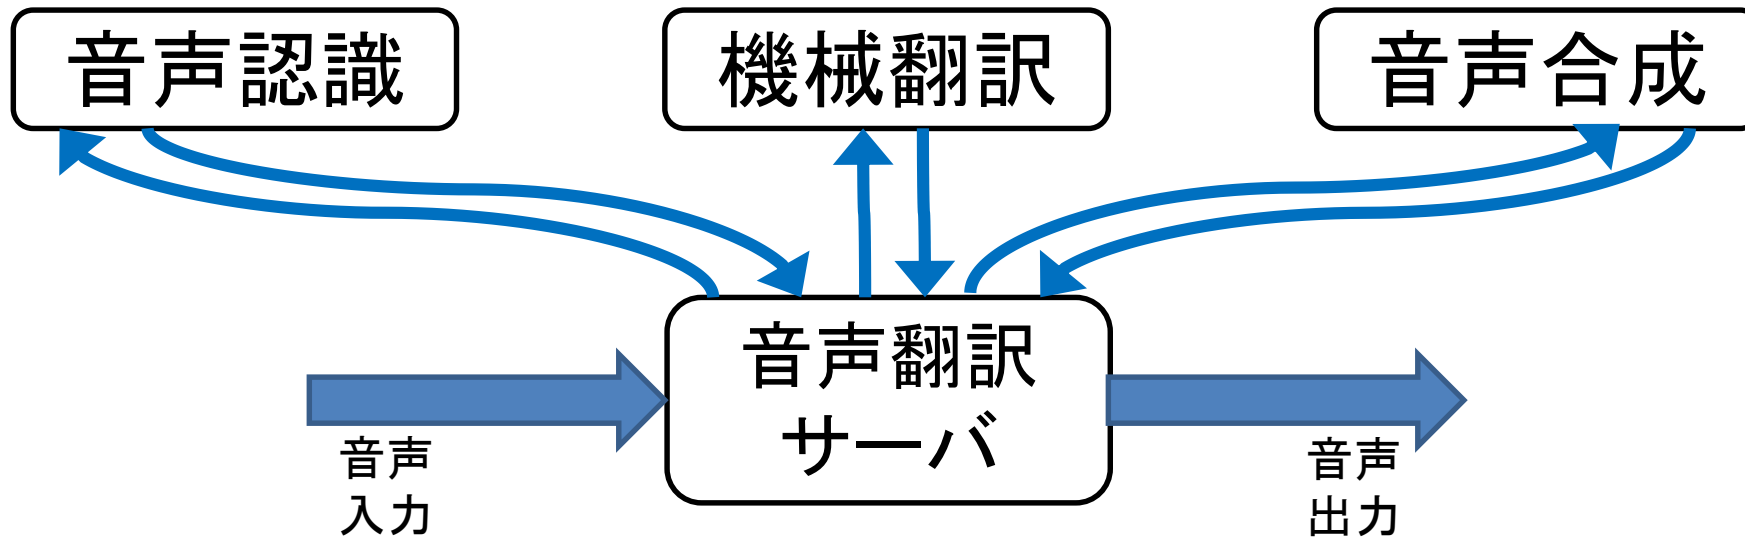 音声認識
機械翻訳
音声合成
音声翻訳
サーバ
音声
入力
音声
出力